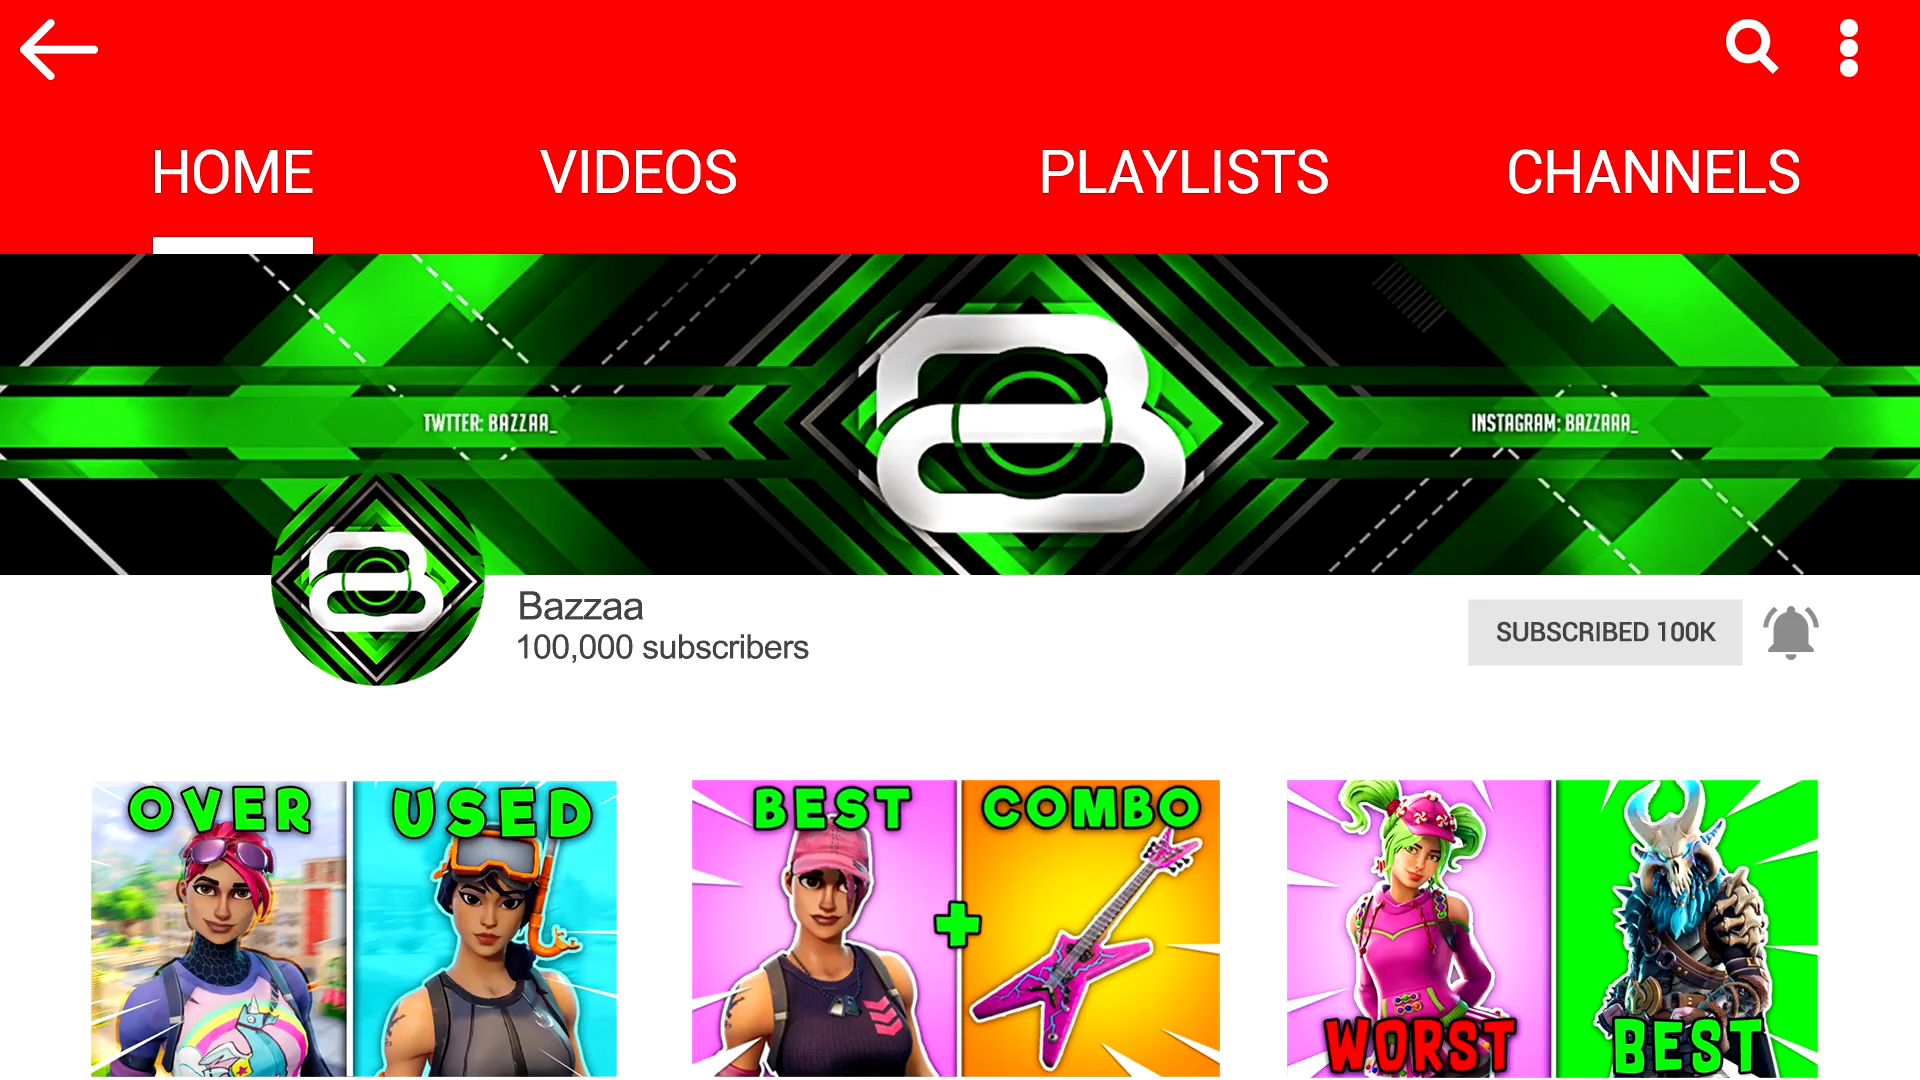 HOME VIDEOS PLAYLISTS CHANNELS
TWTTER: BAZZAA_
INSTAGRAM: BAZZAAA_
Bazzaa
100,000 subscribers
SUBSCRIBED 100K
OVER USED
BEST COMBO
+
WORST BEST